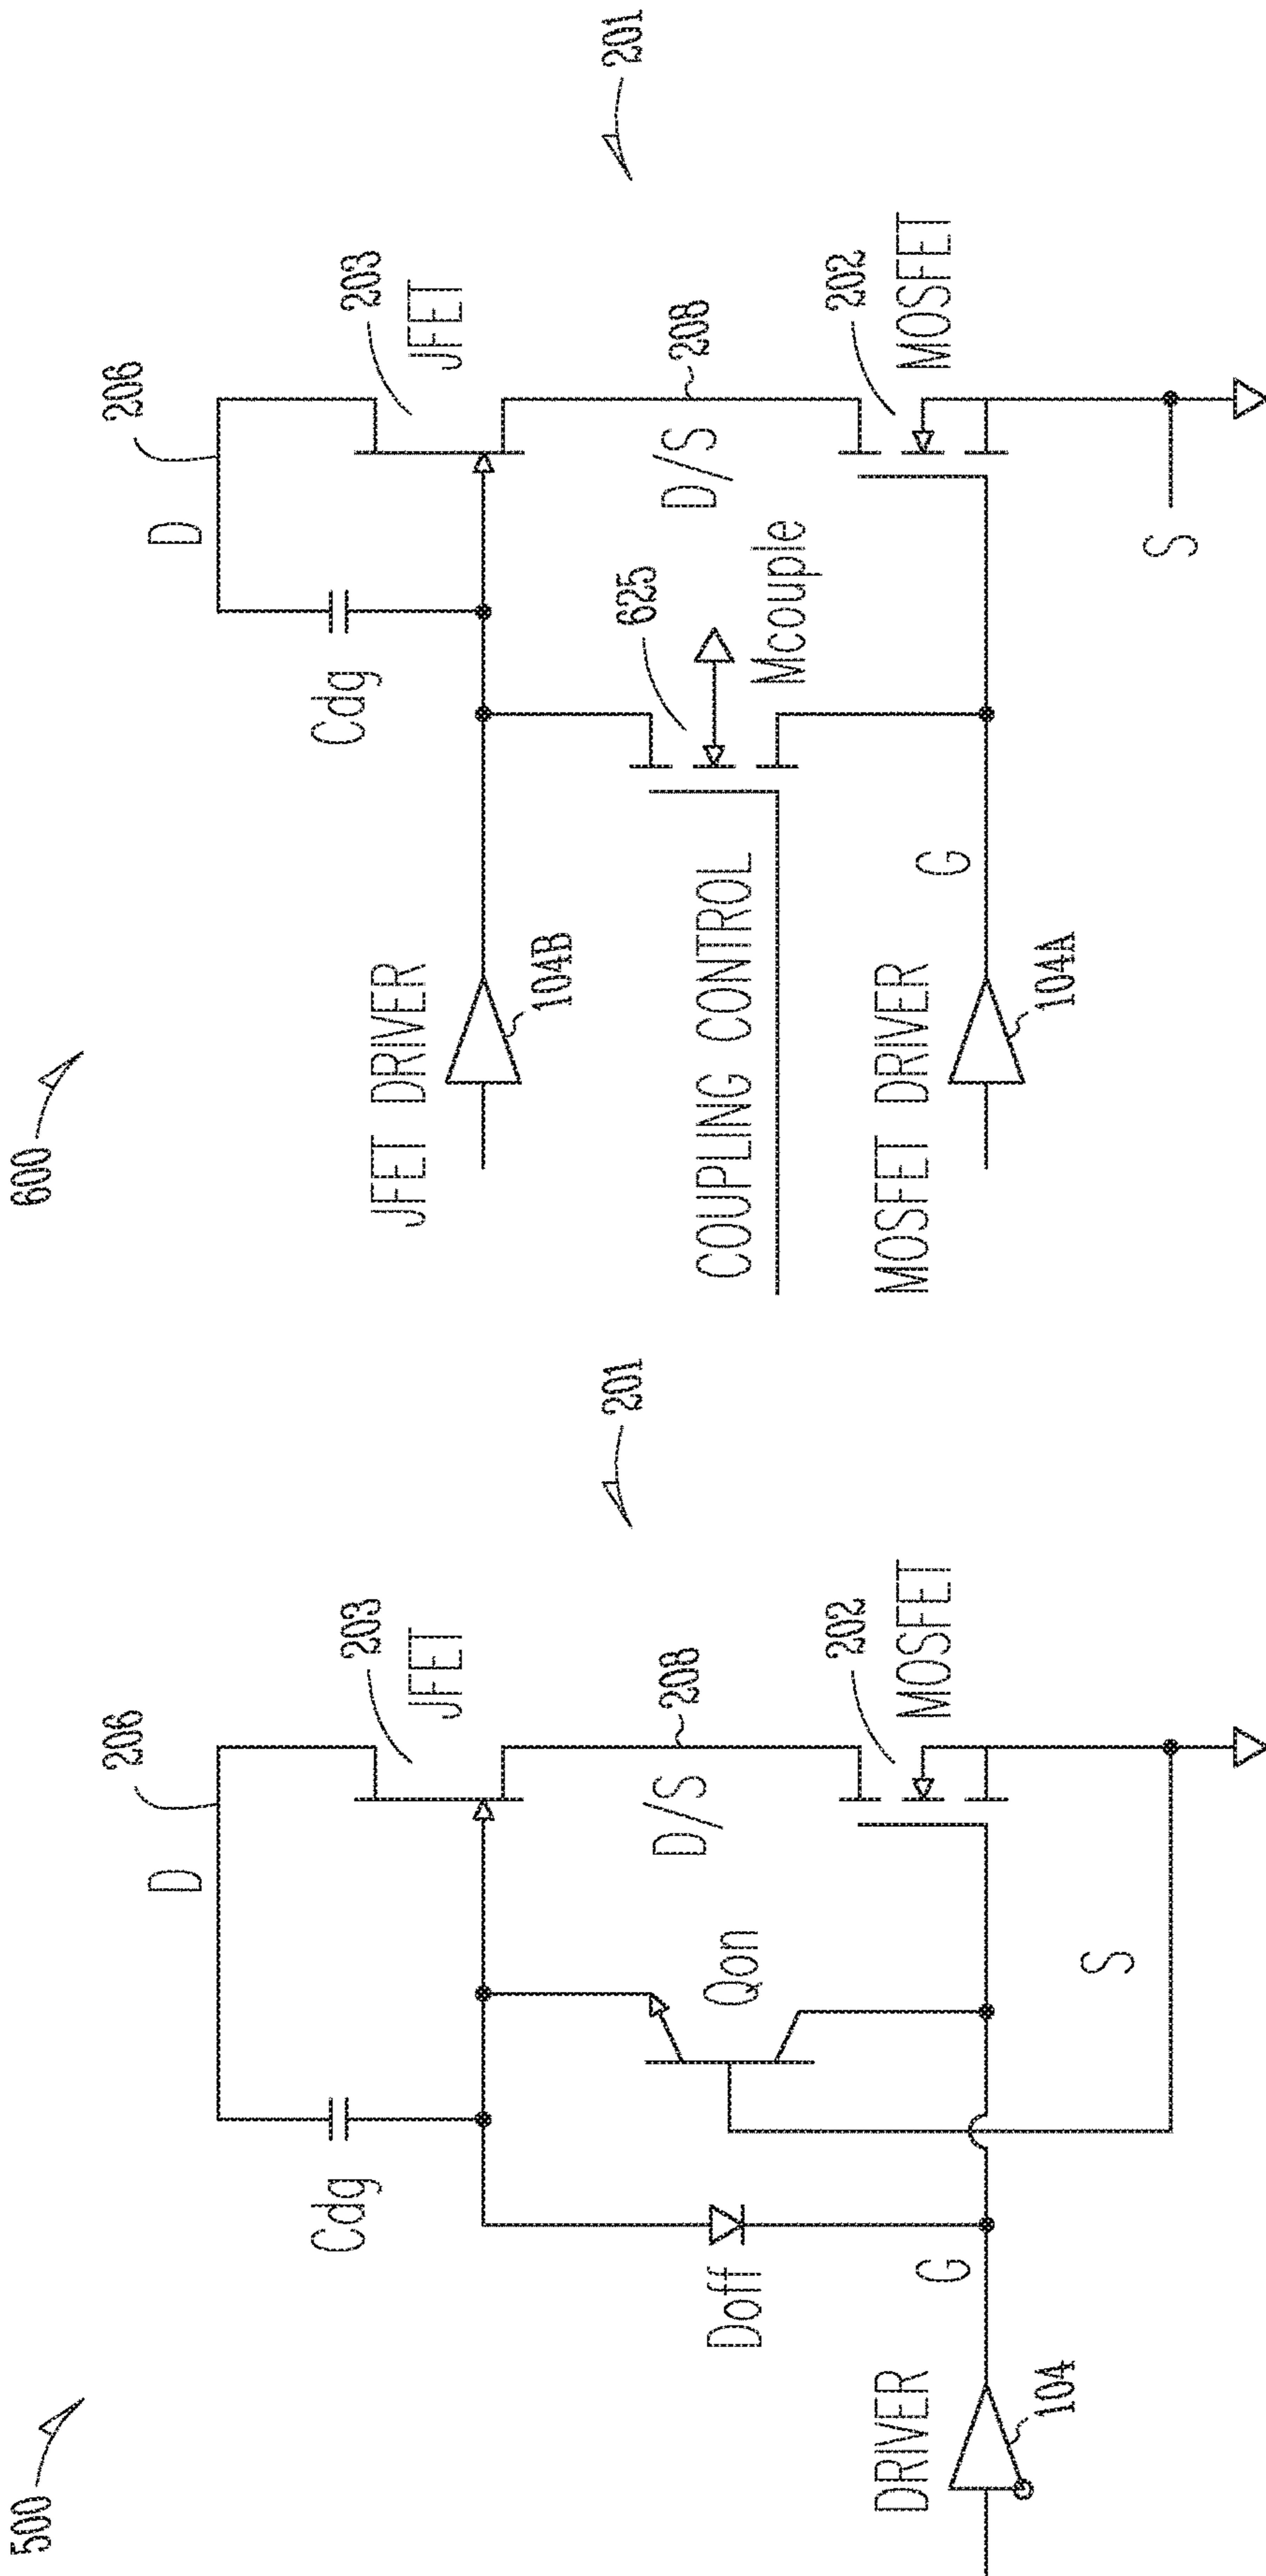 500
201
206
D
203
JFET
Cdg
208
D/S
Qon
Doff
202
MOSFET
DRIVER
G
104
S
600
201
206
D
203
JFET
Cdg
JFET DRIVER
104B
208
D/S
625
Mcouple
COUPLING CONTROL
202
MOSFET
MOSFET DRIVER
G
104A
S